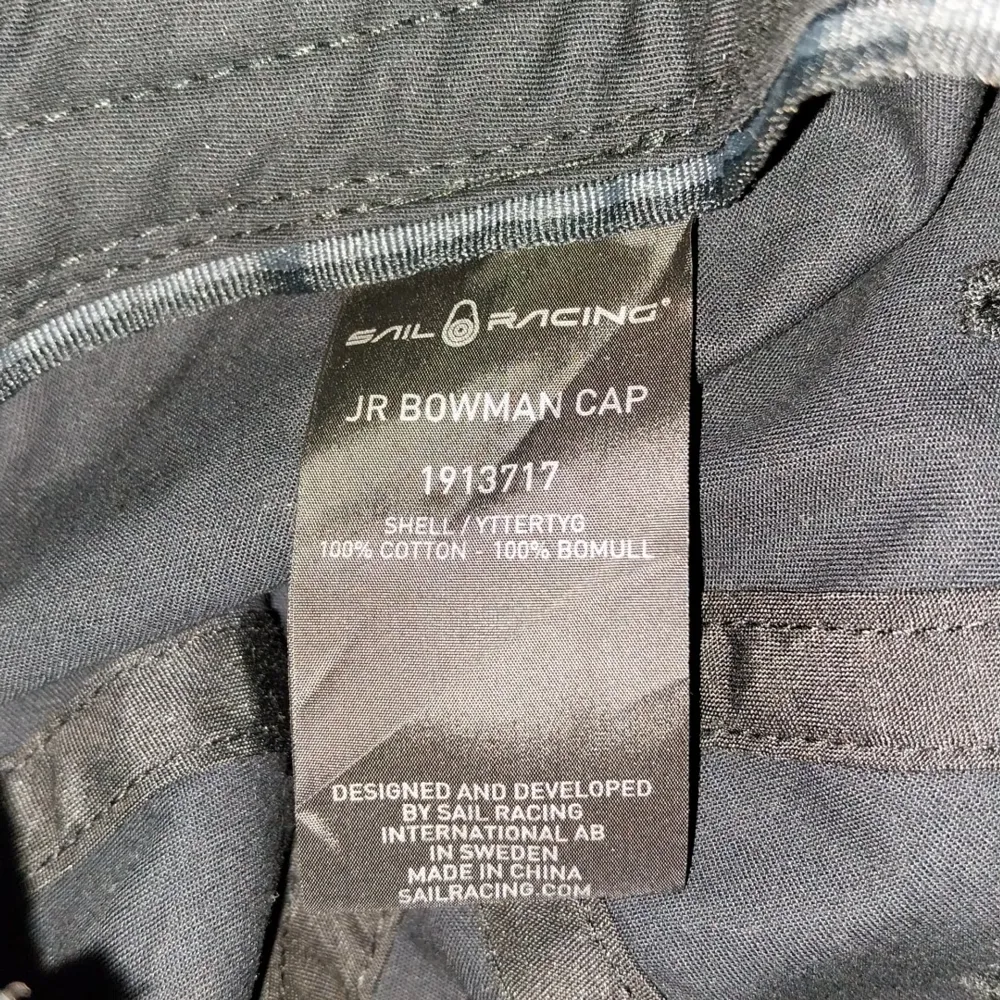 SAIL RACING®
JR BOWMAN CAP
1913717
SHELL / YTTERTYG
100% COTTON - 100% BOMULL
DESIGNED AND DEVELOPED
BY SAIL RACING
INTERNATIONAL AB
IN SWEDEN
MADE IN CHINA
SAILRACING.COM